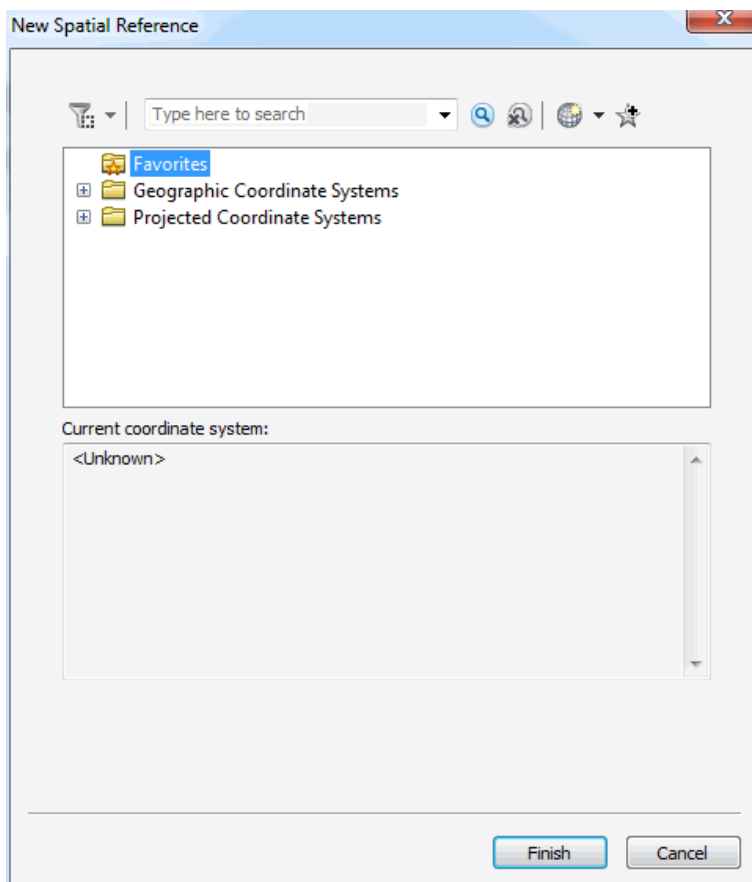 New Spatial Reference
Type here to search
Favorites
Geographic Coordinate Systems
Projected Coordinate Systems
Current coordinate system:
<Unknown>
Finish
Cancel